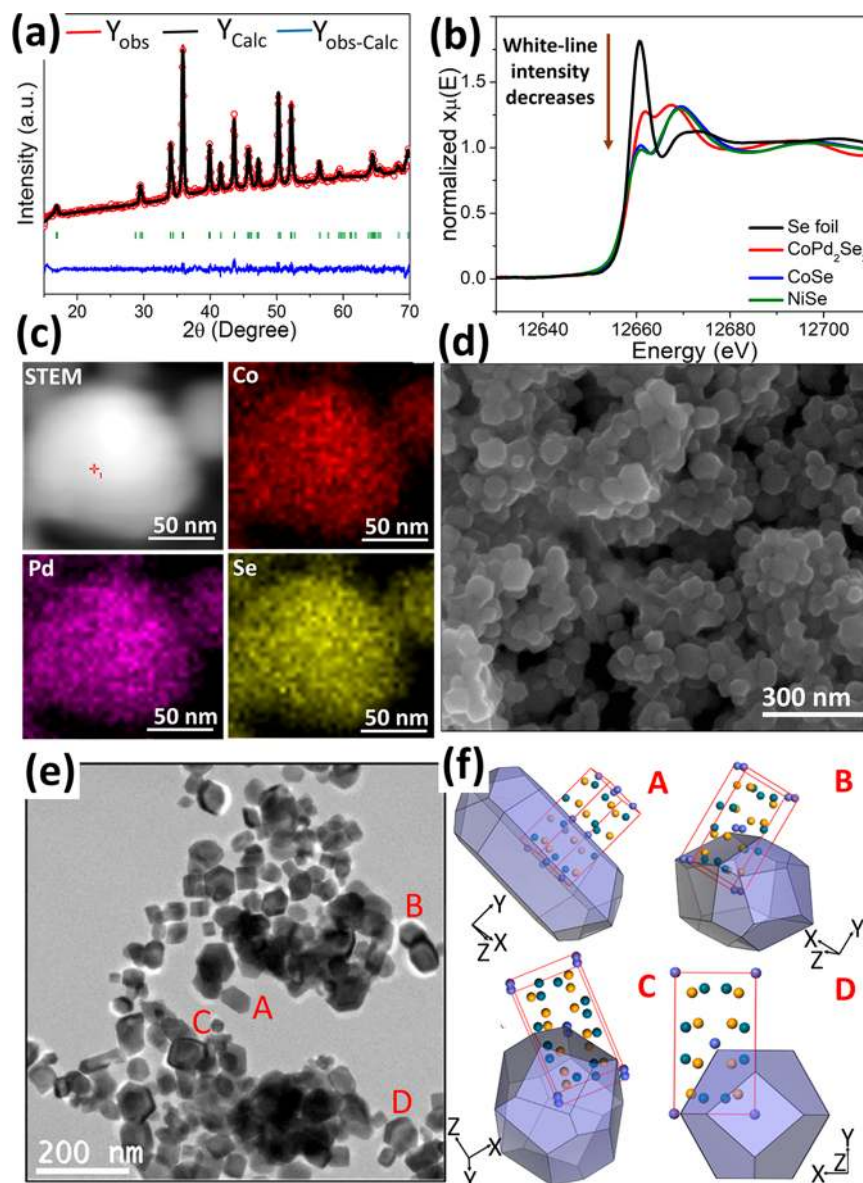 (a)
Y_obs Y_Calc Y_obs-Calc
Intensity (a.u.)
20 30 40 50 60 70
2θ (Degree)
(b)
White-line
intensity
decreases
normalized xμ(E)
1.5
1.0
0.5
0.0
Se foil
CoPd₂Se₂
CoSe
NiSe
12640 12660 12680 12700
Energy (eV)
(c)
STEM
1
50 nm
Co
50 nm
Pd
50 nm
Se
50 nm
(d)
300 nm
(e)
B
A
C
D
200 nm
(f)
A
Y
X
Z
B
Y
X
Z
C
Z
X
Y
D
Y
X
Z